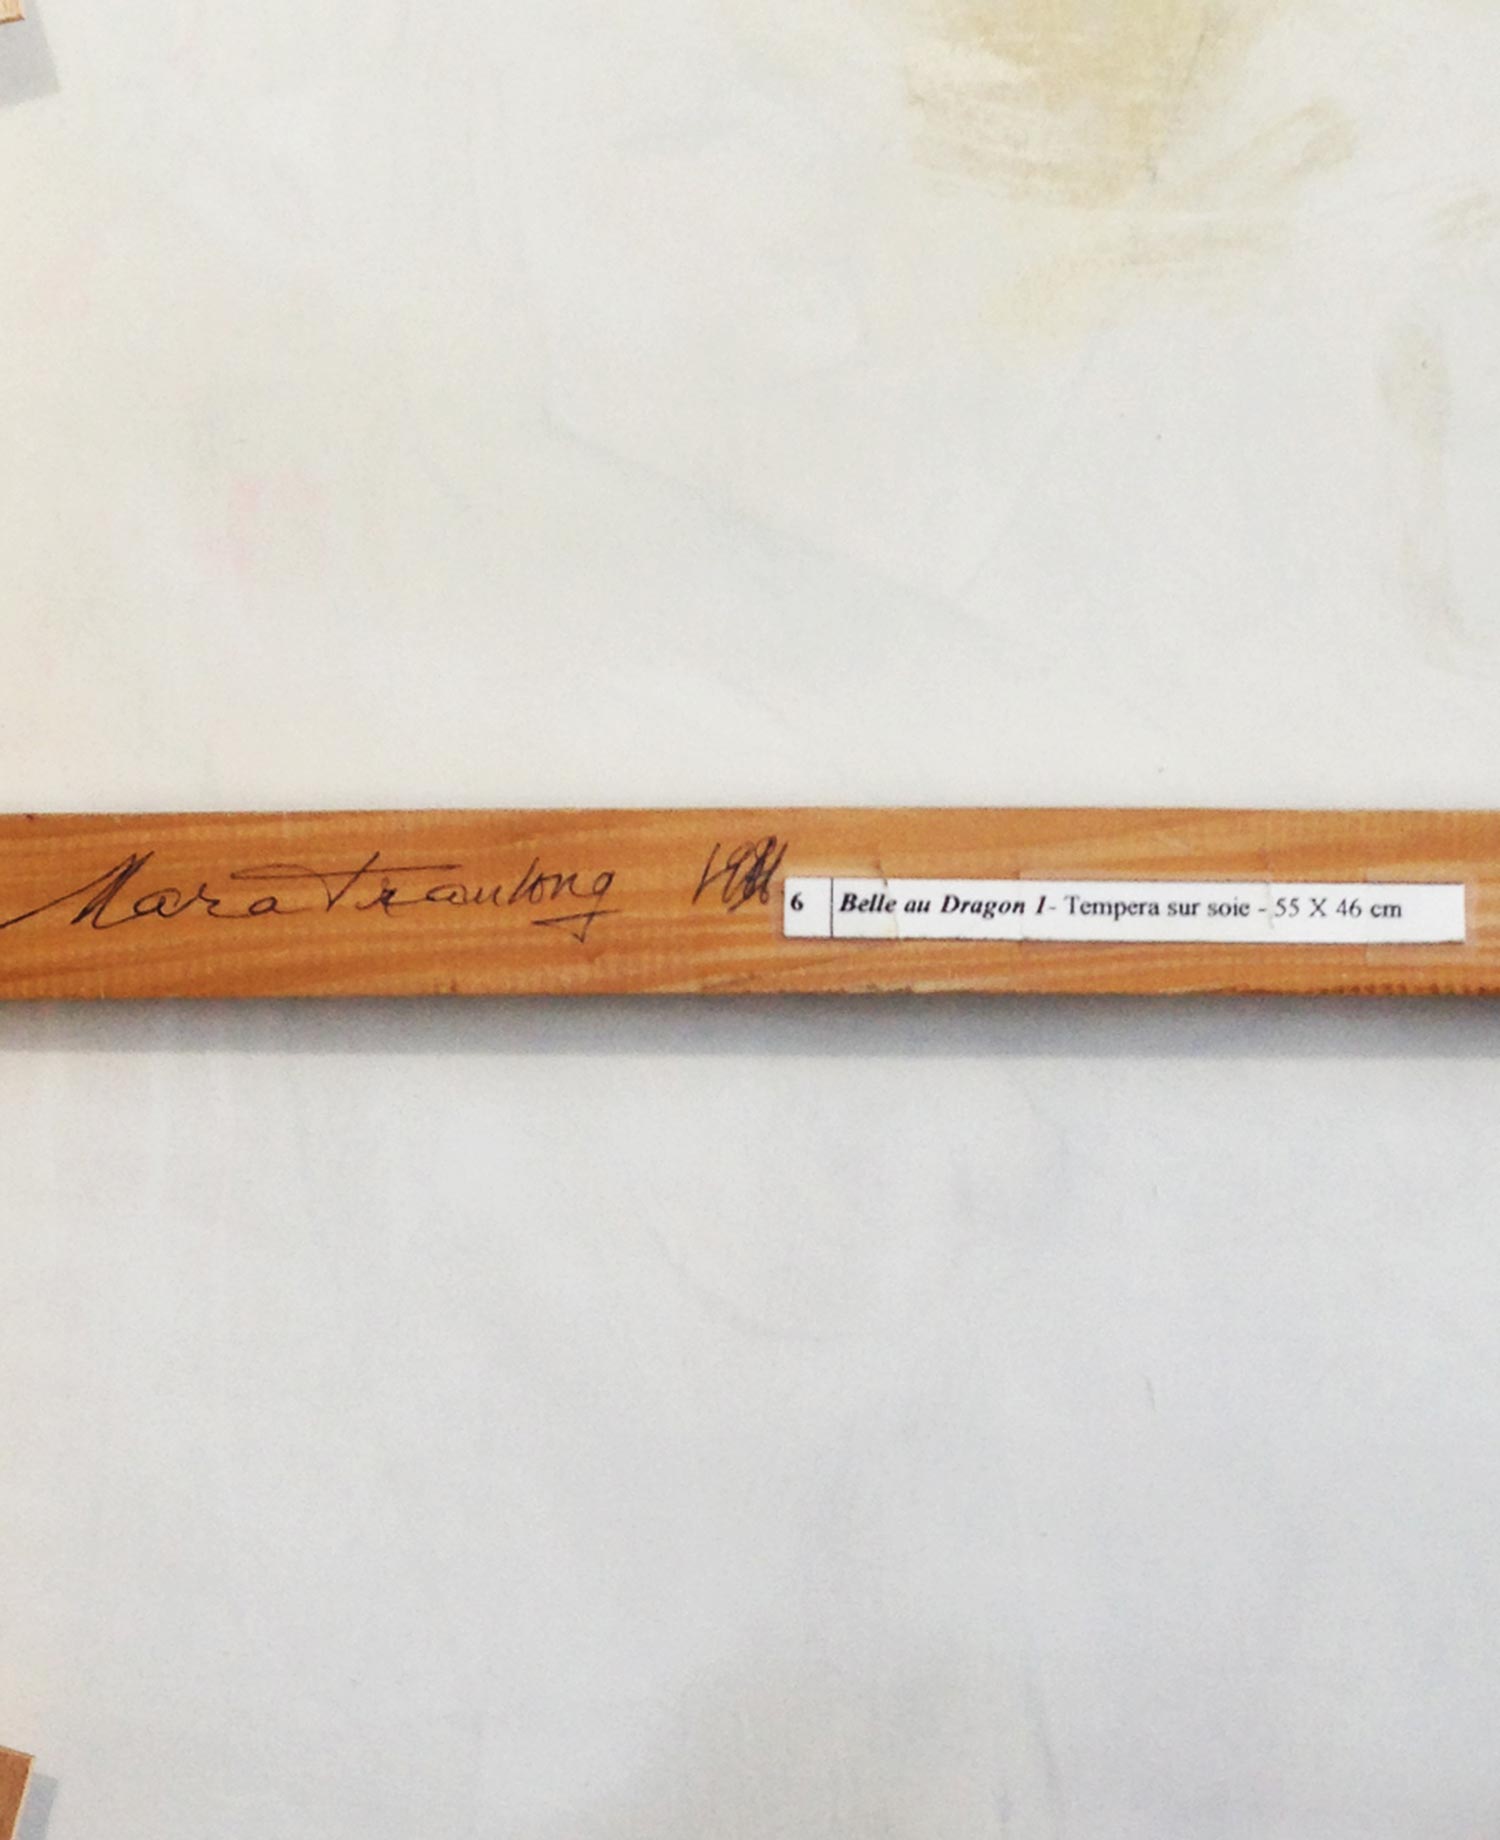 Mara Tranlong
6 Belle au Dragon 1- Tempera sur soie - 55 X 46 cm